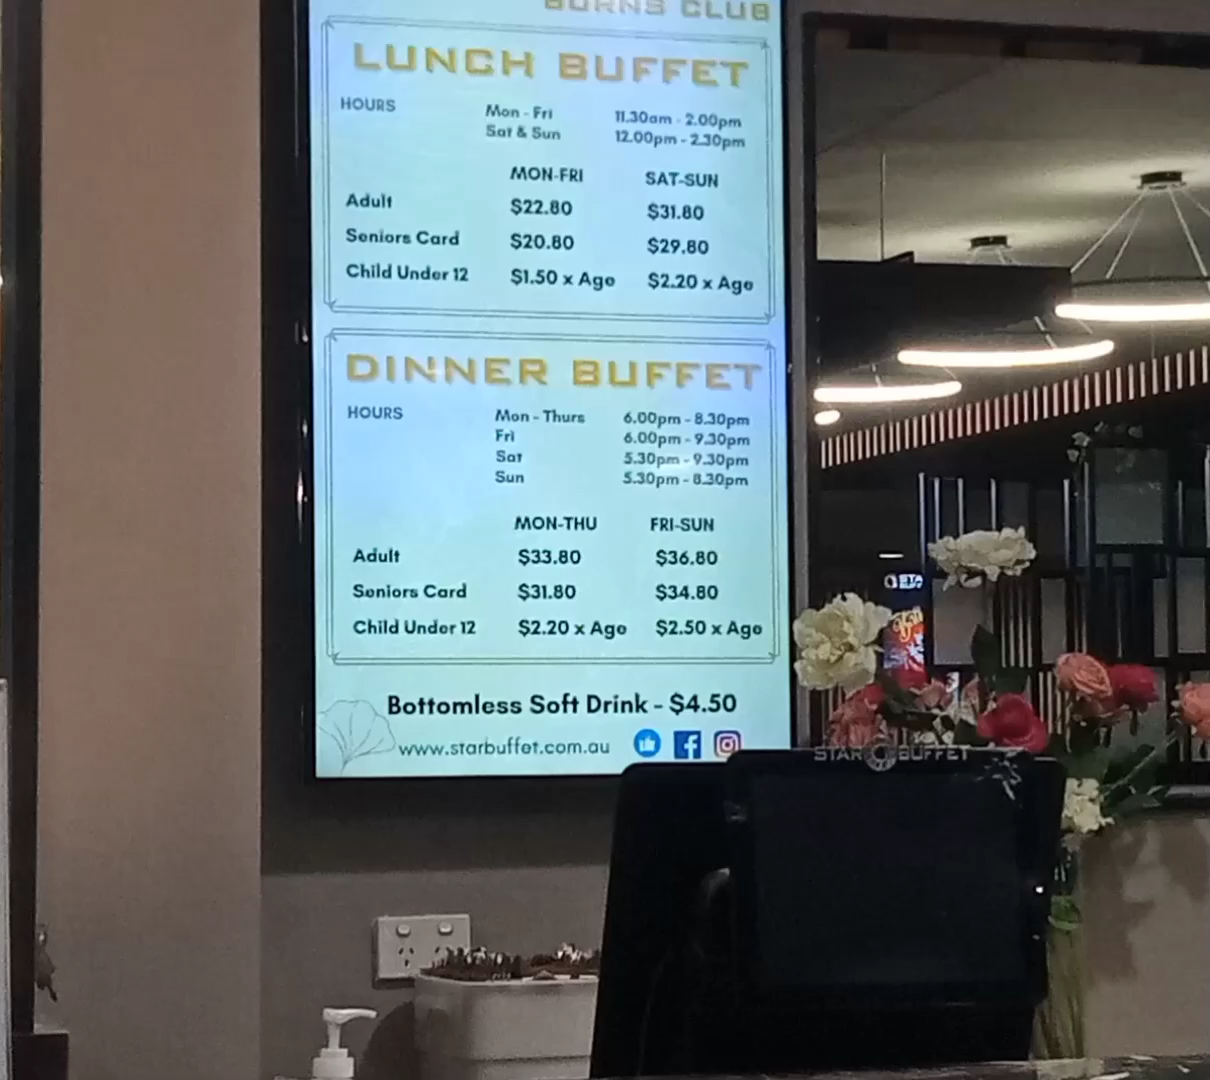 BURNS CLUB
LUNCH BUFFET
HOURS Mon - Fri 11.30am - 2.00pm
Sat & Sun 12.00pm - 2.30pm
MON-FRI SAT-SUN
Adult $22.80 $31.80
Seniors Card $20.80 $29.80
Child Under 12 $1.50 x Age $2.20 x Age
DINNER BUFFET
HOURS Mon - Thurs 6.00pm - 8.30pm
Fri 6.00pm - 9.30pm
Sat 5.30pm - 9.30pm
Sun 5.30pm - 8.30pm
MON-THU FRI-SUN
Adult $33.80 $36.80
Seniors Card $31.80 $34.80
Child Under 12 $2.20 x Age $2.50 x Age
Bottomless Soft Drink - $4.50
www.starbuffet.com.au
STAR BUFFET